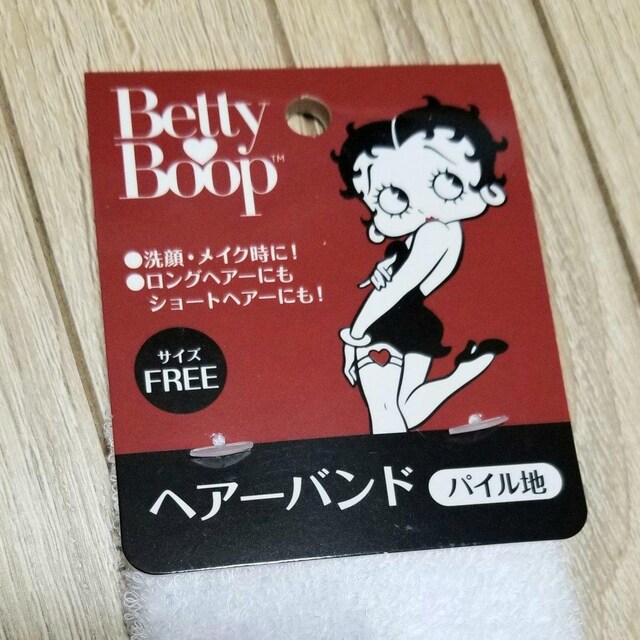 Betty
Boop™
●洗顔・メイク時に!
●ロングヘアーにも
ショートヘアーにも!
サイズ
FREE
ヘアーバンド パイル地